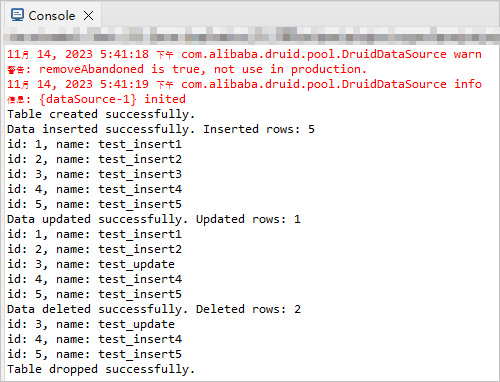 Console
11月 14, 2023 5:41:18 下午 com.alibaba.druid.pool.DruidDataSource warn
警告: removeAbandoned is true, not use in production.
11月 14, 2023 5:41:19 下午 com.alibaba.druid.pool.DruidDataSource info
信息: {dataSource-1} inited
Table created successfully.
Data inserted successfully. Inserted rows: 5
id: 1, name: test_insert1
id: 2, name: test_insert2
id: 3, name: test_insert3
id: 4, name: test_insert4
id: 5, name: test_insert5
Data updated successfully. Updated rows: 1
id: 1, name: test_insert1
id: 2, name: test_insert2
id: 3, name: test_update
id: 4, name: test_insert4
id: 5, name: test_insert5
Data deleted successfully. Deleted rows: 2
id: 3, name: test_update
id: 4, name: test_insert4
id: 5, name: test_insert5
Table dropped successfully.